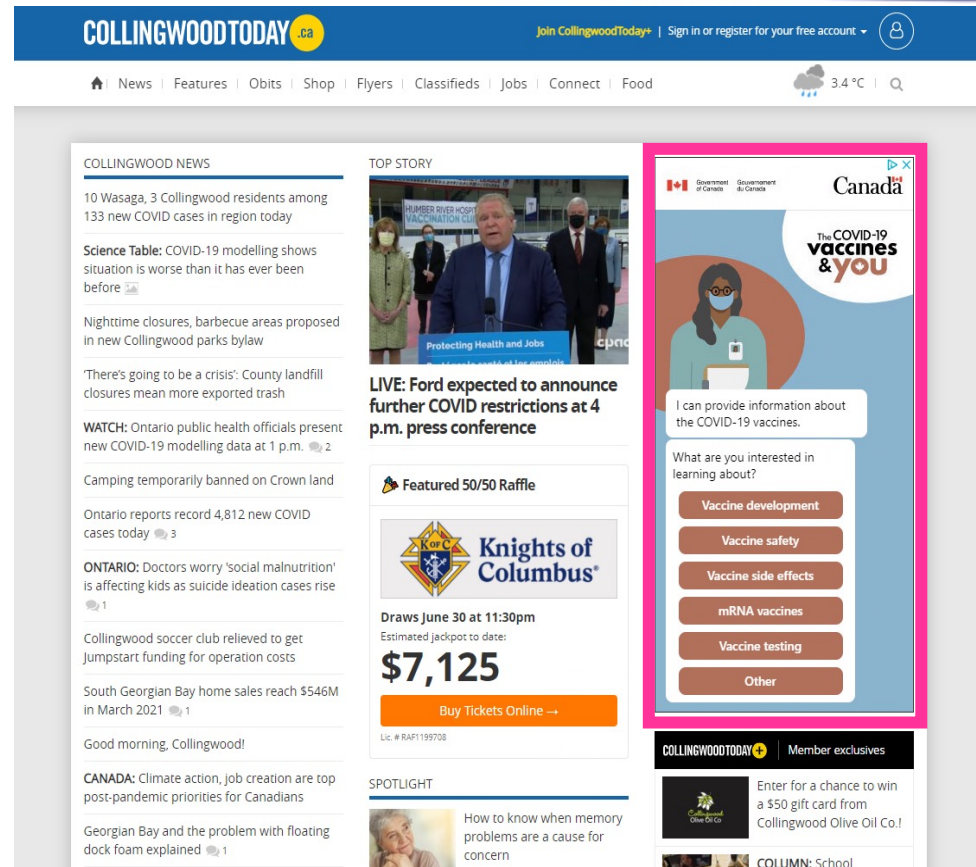 COLLINGWOODTODAY.ca
Join CollingwoodToday+ | Sign in or register for your free account
News | Features | Obits | Shop | Flyers | Classifieds | Jobs | Connect | Food
3.4 °C
COLLINGWOOD NEWS
10 Wasaga, 3 Collingwood residents among
133 new COVID cases in region today
Science Table: COVID-19 modelling shows
situation is worse than it has ever been
before
Nighttime closures, barbecue areas proposed
in new Collingwood parks bylaw
'There's going to be a crisis': County landfill
closures mean more exported trash
WATCH: Ontario public health officials present
new COVID-19 modelling data at 1 p.m. 2
Camping temporarily banned on Crown land
Ontario reports record 4,812 new COVID
cases today 3
ONTARIO: Doctors worry 'social malnutrition'
is affecting kids as suicide ideation cases rise
1
Collingwood soccer club relieved to get
Jumpstart funding for operation costs
South Georgian Bay home sales reach $546M
in March 2021 1
Good morning, Collingwood!
CANADA: Climate action, job creation are top
post-pandemic priorities for Canadians
Georgian Bay and the problem with floating
dock foam explained 1
TOP STORY
HUMBER RIVER HOSPI
VACCINATION CLI
Protecting Health and Jobs
cpac
LIVE: Ford expected to announce
further COVID restrictions at 4
p.m. press conference
Featured 50/50 Raffle
K OF C
Knights of
Columbus®
Draws June 30 at 11:30pm
Estimated jackpot to date:
$7,125
Buy Tickets Online →
Lic. # RAF1199708
SPOTLIGHT
How to know when memory
problems are a cause for
concern
Government
of Canada
Gouvernement
du Canada
Canada
The COVID-19
vaccines
&you
I can provide information about
the COVID-19 vaccines.
What are you interested in
learning about?
Vaccine development
Vaccine safety
Vaccine side effects
mRNA vaccines
Vaccine testing
Other
COLLINGWOODTODAY+ | Member exclusives
Collingwood
Olive Oil Co
Enter for a chance to win
a $50 gift card from
Collingwood Olive Oil Co.!
COLUMN: School